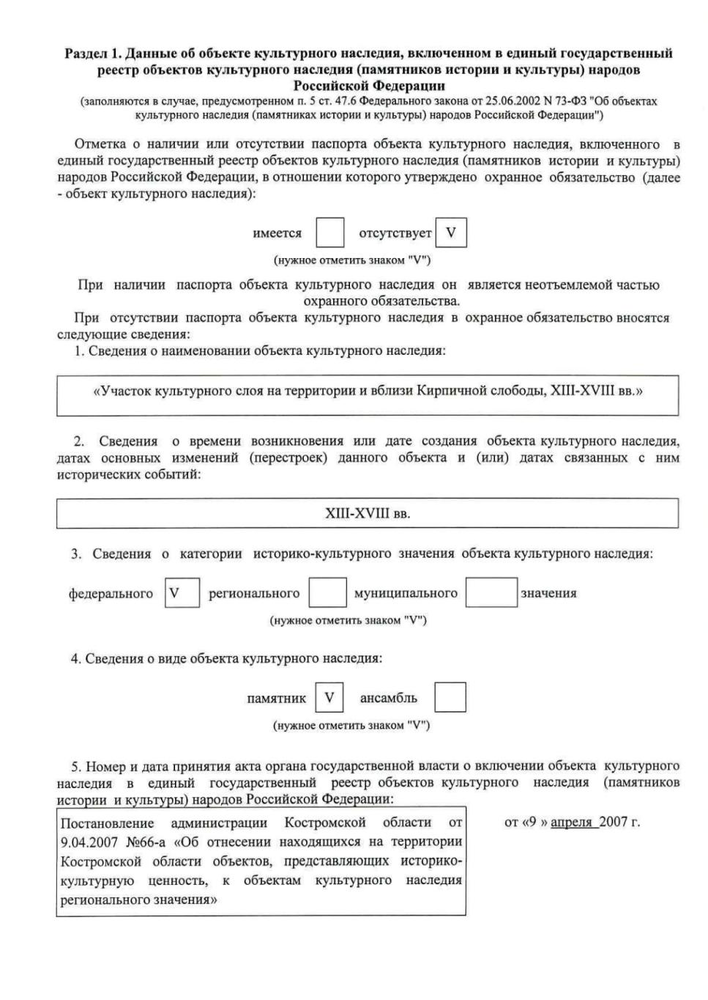 Раздел 1. Данные об объекте культурного наследия, включенном в единый государственный
реестр объектов культурного наследия (памятников истории и культуры) народов
Российской Федерации
(заполняются в случае, предусмотренном п. 5 ст. 47.6 Федерального закона от 25.06.2002 N 73-ФЗ "Об объектах
культурного наследия (памятниках истории и культуры) народов Российской Федерации")
Отметка о наличии или отсутствии паспорта объекта культурного наследия, включенного в
единый государственный реестр объектов культурного наследия (памятников истории и культуры)
народов Российской Федерации, в отношении которого утверждено охранное обязательство (далее
- объект культурного наследия):
имеется отсутствует V
(нужное отметить знаком "V")
При наличии паспорта объекта культурного наследия он является неотъемлемой частью
охранного обязательства.
При отсутствии паспорта объекта культурного наследия в охранное обязательство вносятся
следующие сведения:
1. Сведения о наименовании объекта культурного наследия:
«Участок культурного слоя на территории и вблизи Кирпичной слободы, XIII-XVIII вв.»
2. Сведения о времени возникновения или дате создания объекта культурного наследия,
датах основных изменений (перестроек) данного объекта и (или) датах связанных с ним
исторических событий:
XIII-XVIII вв.
3. Сведения о категории историко-культурного значения объекта культурного наследия:
федерального V регионального муниципального значения
(нужное отметить знаком "V")
4. Сведения о виде объекта культурного наследия:
памятник V ансамбль
(нужное отметить знаком "V")
5. Номер и дата принятия акта органа государственной власти о включении объекта культурного
наследия в единый государственный реестр объектов культурного наследия (памятников
истории и культуры) народов Российской Федерации:
Постановление администрации Костромской области от
9.04.2007 №66-а «Об отнесении находящихся на территории
Костромской области объектов, представляющих историко-
культурную ценность, к объектам культурного наследия
регионального значения»
от «9 » апреля 2007 г.